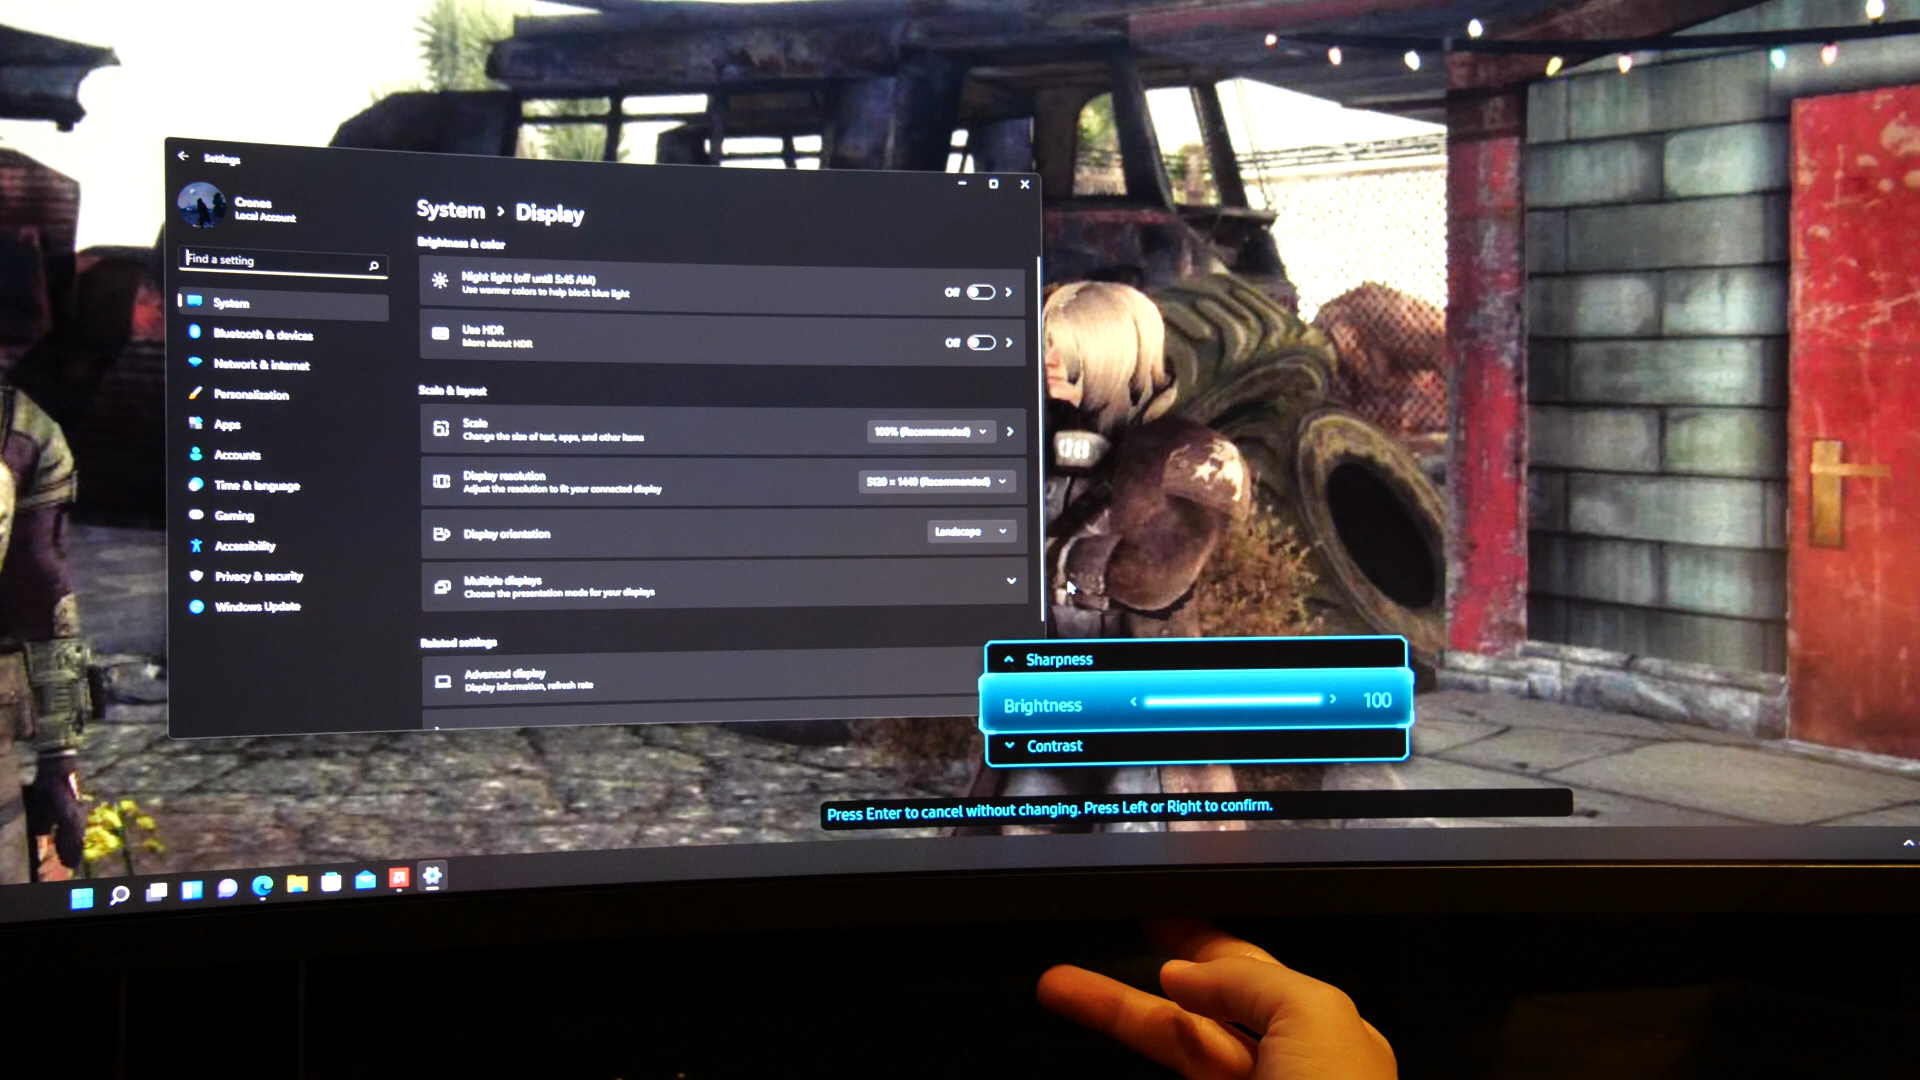 Settings
Cronos
Local Account
Find a setting
System
Bluetooth & devices
Network & internet
Personalization
Apps
Accounts
Time & language
Gaming
Accessibility
Privacy & security
Windows Update
System > Display
Brightness & color
Night light (off until 5:45 AM)
Use warmer colors to help block blue light
Off
Use HDR
More about HDR
Off
Scale & layout
Scale
Change the size of text, apps, and other items
100% (Recommended)
Display resolution
Adjust the resolution to fit your connected display
5120 × 1440 (Recommended)
Display orientation
Landscape
Multiple displays
Choose the presentation mode for your displays
Related settings
Advanced display
Display information, refresh rate
Sharpness
Brightness 100
Contrast
Press Enter to cancel without changing. Press Left or Right to confirm.